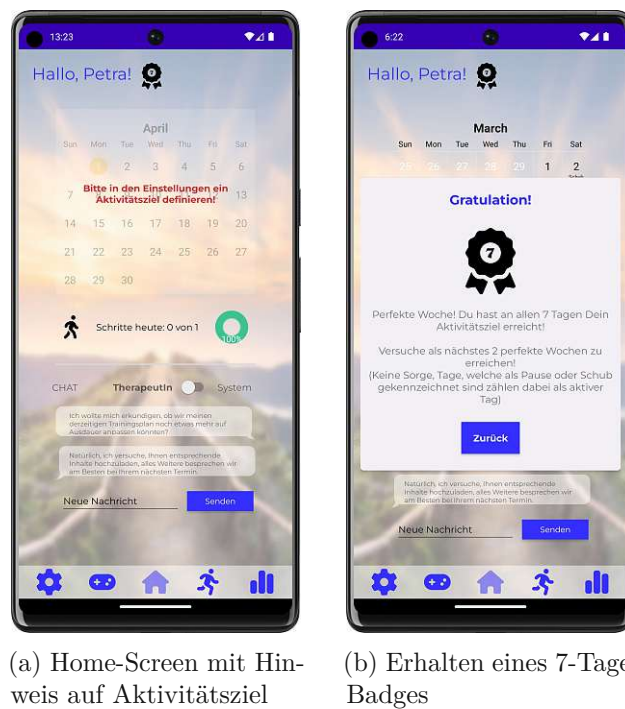 13:23
Hallo, Petra!
7
April
Sun Mon Tue Wed Thu Fri Sat
1 2 3 4 5 6
Bitte in den Einstellungen ein
Aktivitätsziel definieren!
7 13
14 15 16 17 18 19 20
21 22 23 24 25 26 27
28 29 30
Schritte heute: 0 von 1
100%
CHAT TherapeutIn System
Ich wollte mich erkundigen, ob wir meinen
derzeitigen Trainingsplan noch etwas mehr auf
Ausdauer anpassen könnten?
Natürlich, ich versuche, Ihnen entsprechende
Inhalte hochzuladen, alles Weitere besprechen wir
am Besten bei Ihrem nächsten Termin.
Neue Nachricht Senden
(a) Home-Screen mit Hin-
weis auf Aktivitätsziel
6:22
Hallo, Petra!
7
March
Sun Mon Tue Wed Thu Fri Sat
25 26 27 28 29 1 2
Gratulation!
7
Perfekte Woche! Du hast an allen 7 Tagen Dein
Aktivitätsziel erreicht!
Versuche als nächstes 2 perfekte Wochen zu
erreichen!
(Keine Sorge, Tage, welche als Pause oder Schub
gekennzeichnet sind zählen dabei als aktiver
Tag)
Zurück
Natürlich, ich versuche, Ihnen entsprechende
Inhalte hochzuladen, alles Weitere besprechen wir
am Besten bei Ihrem nächsten Termin.
Neue Nachricht Senden
(b) Erhalten eines 7-Tage
Badges